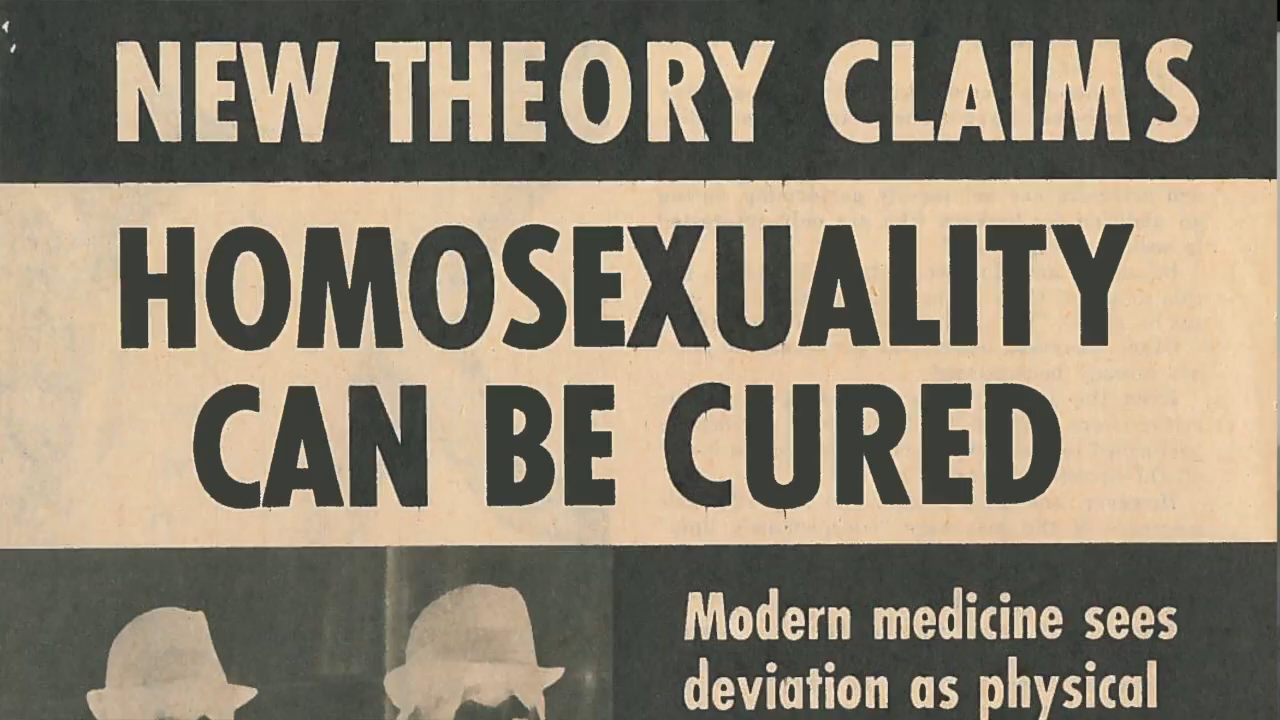 NEW THEORY CLAIMS
HOMOSEXUALITY
CAN BE CURED
Modern medicine sees
deviation as physical